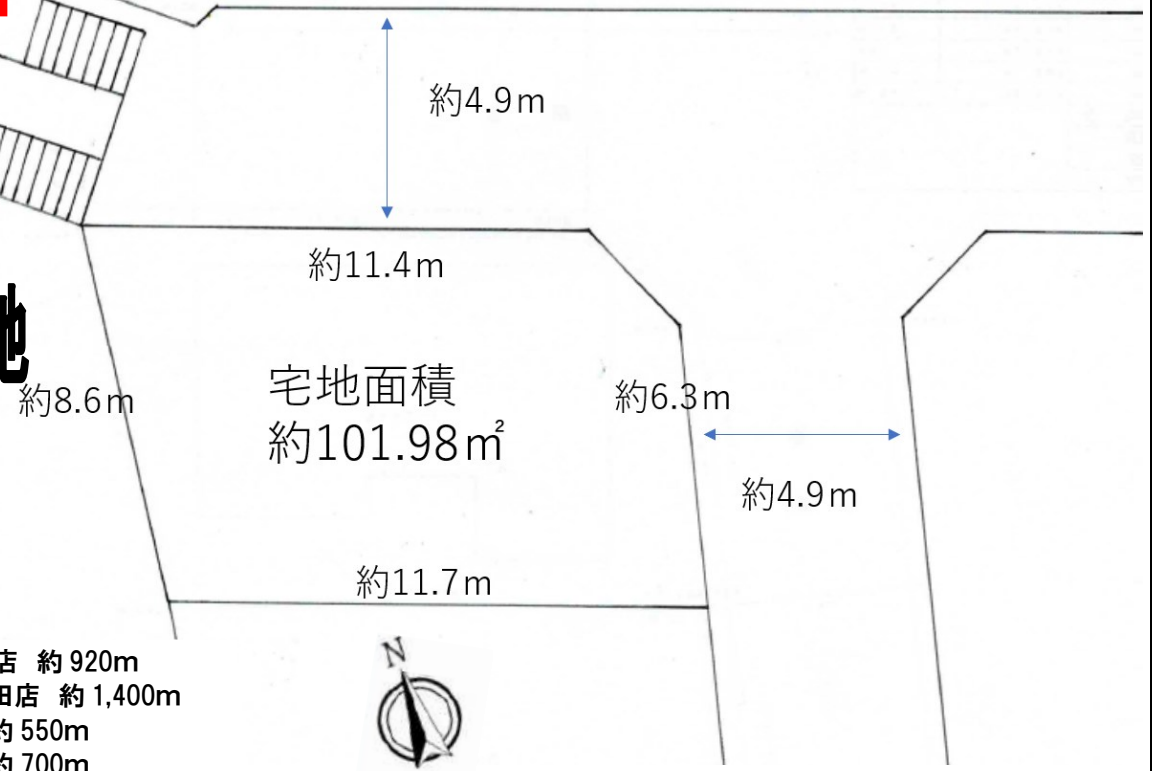 約4.9m
約11.4m
地
約8.6m
宅地面積
約101.98㎡
約6.3m
約4.9m
約11.7m
N
店 約920m
田店 約1,400m
約550m
約700m